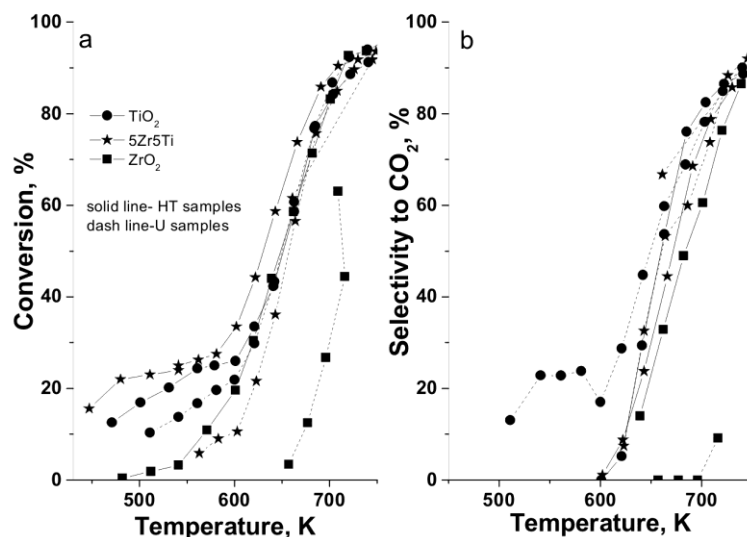 a
b
100
80
60
40
20
0
Conversion, %
TiO2
5Zr5Ti
ZrO2
solid line- HT samples
dash line-U samples
500
600
700
Temperature, K
100
80
60
40
20
0
Selectivity to CO2, %
500
600
700
Temperature, K